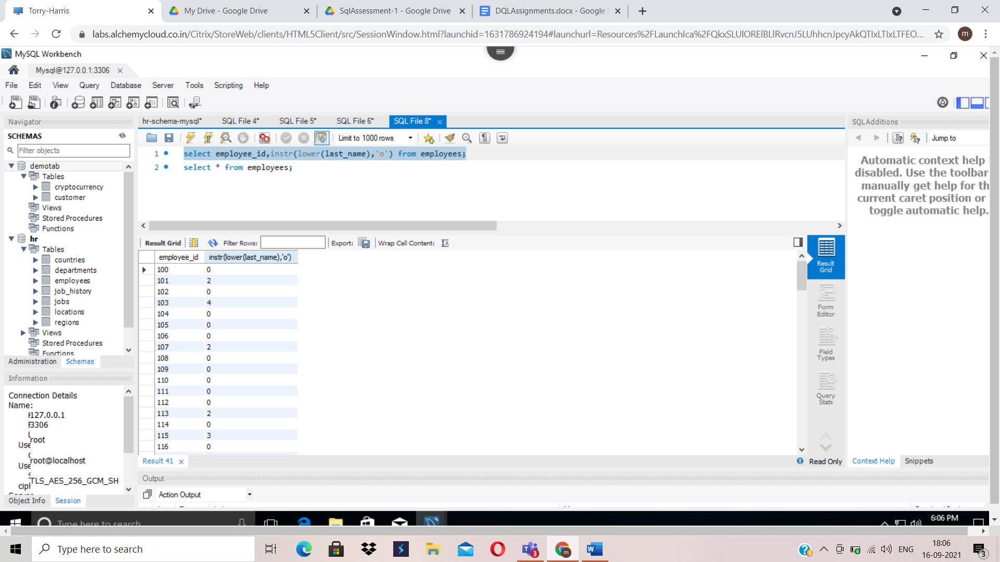 Torry-Harris
My Drive - Google Drive
SqlAssessment-1 - Google Drive
DQLAssignments.docx - Google
labs.alchemycloud.co.in/Citrix/StoreWeb/clients/HTML5Client/src/SessionWindow.html?launchid=1631786924194#launchurl=Resources%2FLaunchIca%2F
m
MySQL Workbench
Mysql@127.0.0.1:3306
File Edit View Query Database Server Tools Scripting Help
Navigator
hr-schema-mysql*
SQL File 4*
SQL File 5*
SQL File 6*
SQL File 8*
SQLAdditions
SCHEMAS
Limit to 1000 rows
Jump to
Filter objects
1 select employee_id,instr(lower(last_name),'o') from employees;
2 select * from employees;
demotab
Tables
cryptocurrency
customer
Views
Stored Procedures
Functions
hr
Tables
countries
departments
employees
job_history
jobs
locations
regions
Views
Stored Procedures
Functions
Administration Schemas
Automatic context help
disabled. Use the toolbar
manually get help for
current caret position or
toggle automatic help.
Result Grid
Filter Rows:
Export:
Wrap Cell Content:
employee_id instr(lower(last_name),'o')
100 0
101 2
102 0
103 4
104 0
105 0
106 0
107 2
108 0
109 0
110 0
111 0
112 0
113 2
114 0
115 3
116 0
Result
Grid
Form
Editor
Field
Types
Query
Stats
Information
Connection Details
Name:
127.0.0.1
3306
root
root@localhost
TLS_AES_256_GCM_SH
Object Info Session
Result 41
Read Only
Context Help Snippets
Output
Action Output
Type here to search
6:06 PM
Type here to search
3
m
ENG
18:06
16-09-2021
3